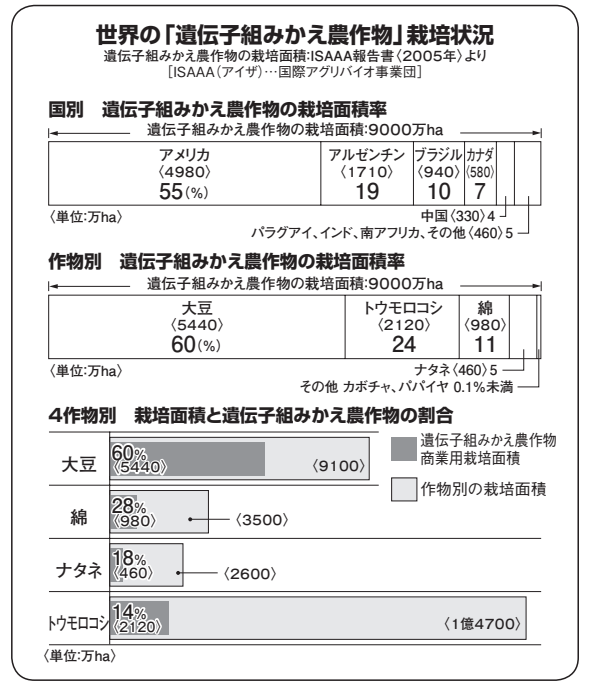 世界の「遺伝子組みかえ農作物」栽培状況
遺伝子組みかえ農作物の栽培面積:ISAAA報告書〈2005年〉より
[ISAAA（アイザ）…国際アグリバイオ事業団]
国別 遺伝子組みかえ農作物の栽培面積率
遺伝子組みかえ農作物の栽培面積:9000万ha
アメリカ アルゼンチン ブラジル カナダ
〈4980〉 〈1710〉 〈940〉 〈580〉
55(%) 19 10 7
〈単位:万ha〉 中国〈330〉4
パラグアイ、インド、南アフリカ、その他〈460〉5
作物別 遺伝子組みかえ農作物の栽培面積率
遺伝子組みかえ農作物の栽培面積:9000万ha
大豆 トウモロコシ 綿
〈5440〉 〈2120〉 〈980〉
60(%) 24 11
〈単位:万ha〉 ナタネ〈460〉5
その他 カボチャ、パパイヤ 0.1%未満
4作物別 栽培面積と遺伝子組みかえ農作物の割合
大豆 60% 〈5440〉 〈9100〉
遺伝子組みかえ農作物
商業用栽培面積
作物別の栽培面積
綿 28% 〈980〉 〈3500〉
ナタネ 18% 〈460〉 〈2600〉
トウモロコシ 14% 〈2120〉 〈1億4700〉
〈単位:万ha〉